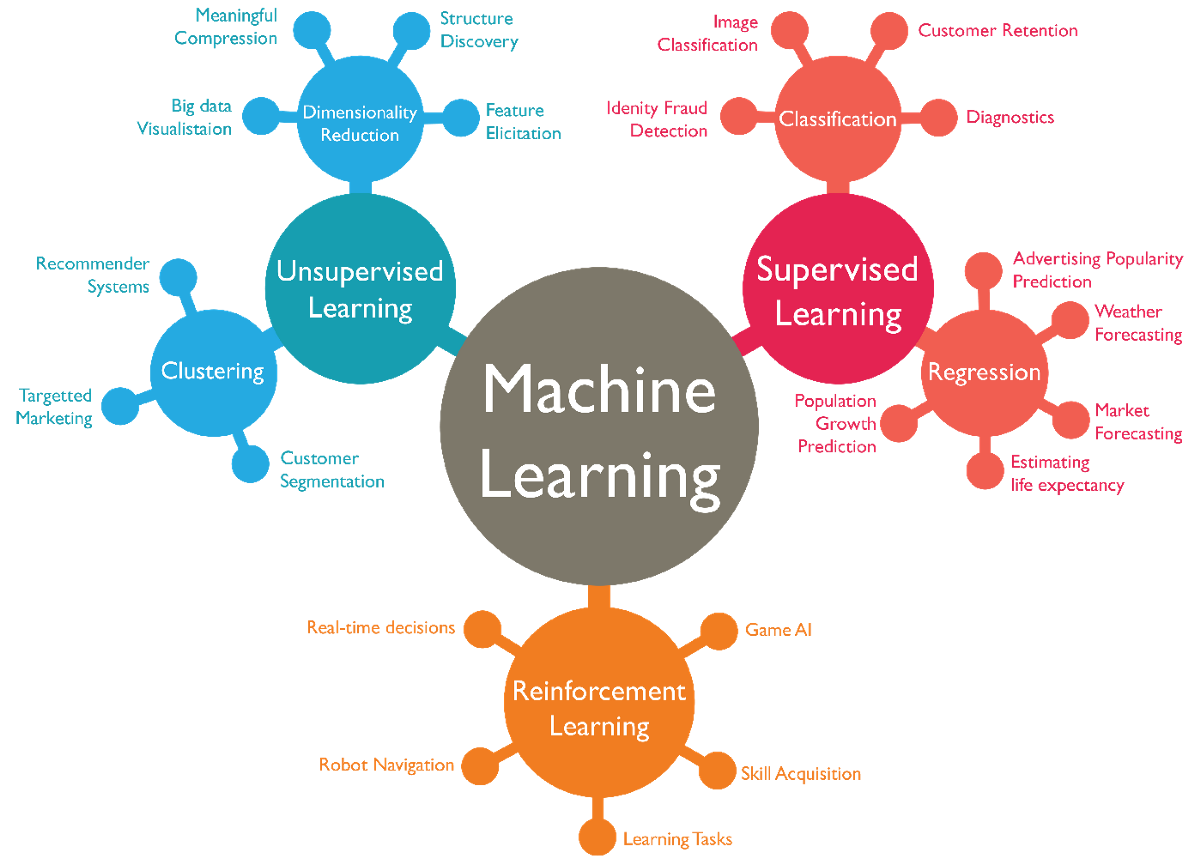 Meaningful
Compression
Structure
Discovery
Big data
Visualistaion
Dimensionality
Reduction
Feature
Elicitation
Image
Classification
Customer Retention
Idenity Fraud
Detection
Classification
Diagnostics
Unsupervised
Learning
Supervised
Learning
Recommender
Systems
Clustering
Targetted
Marketing
Customer
Segmentation
Machine
Learning
Advertising Popularity
Prediction
Weather
Forecasting
Regression
Population
Growth
Prediction
Market
Forecasting
Estimating
life expectancy
Real-time decisions
Game AI
Reinforcement
Learning
Robot Navigation
Skill Acquisition
Learning Tasks